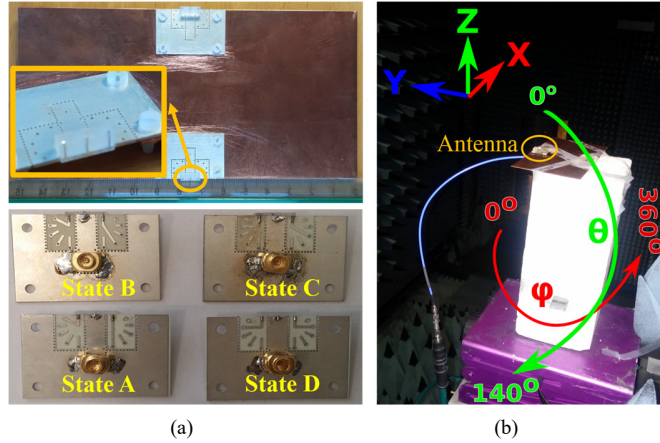 State B
State C
State A
State D
(a)
Z
X
Y
0°
Antenna
0°
θ
360°
φ
140°
(b)